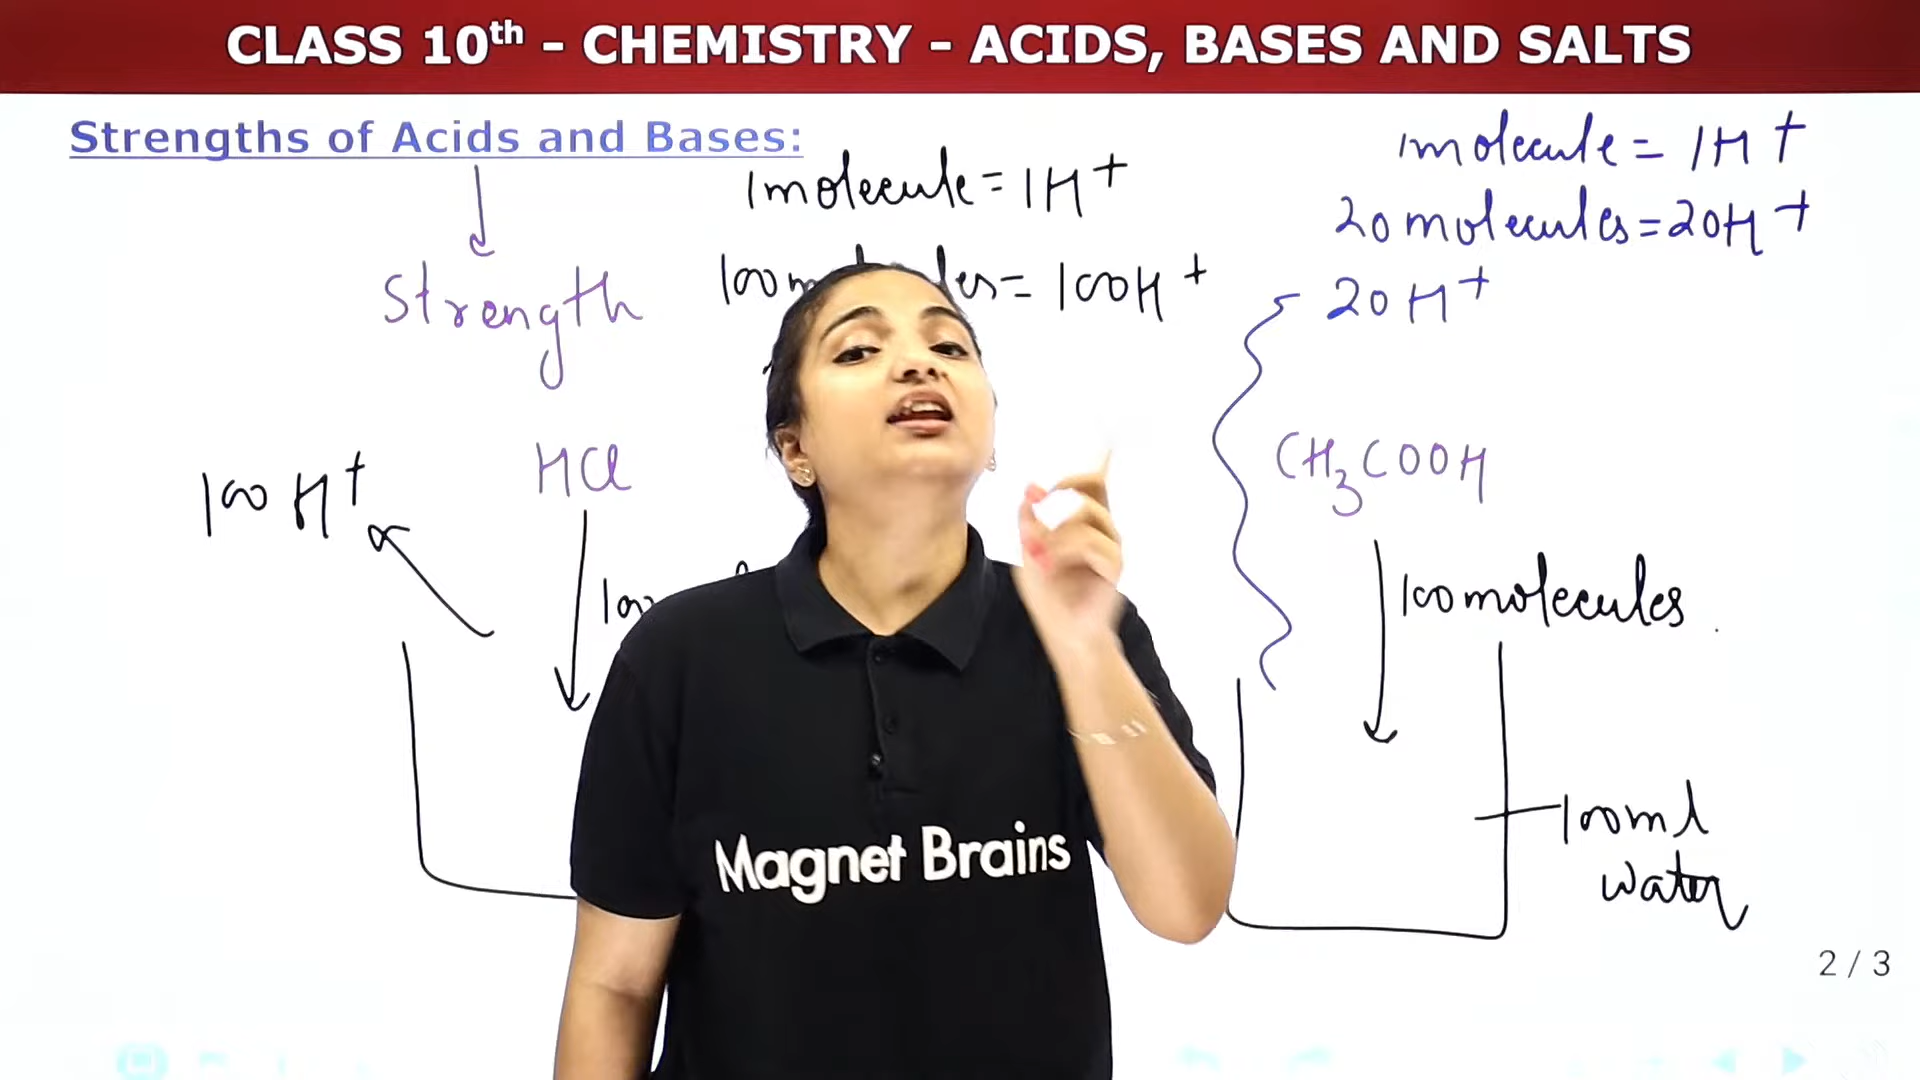 CLASS 10th - CHEMISTRY - ACIDS, BASES AND SALTS
Strengths of Acids and Bases:
Strength
1molecule = 1H+
= 100H+
1molecule = 1H+
20molecules = 20H+
20H+
100 H+
HCl
CH3COOH
100molecules
100ml
water
Magnet Brains
2 / 3